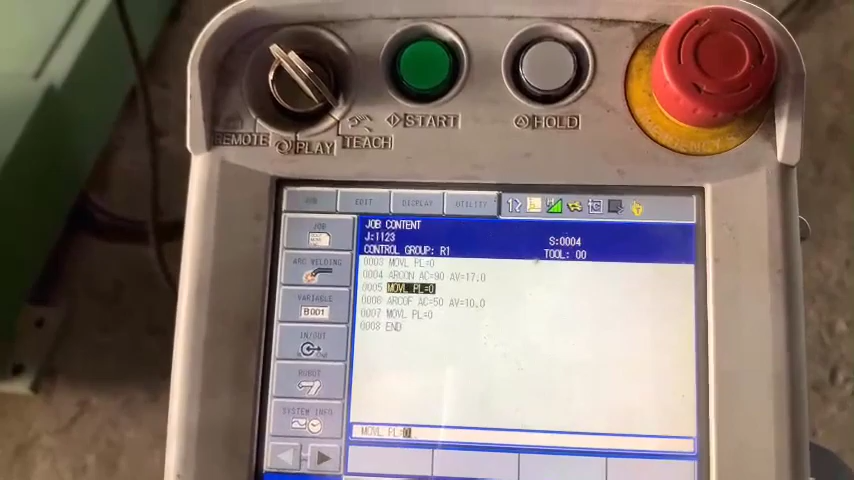 REMOTE
PLAY
TEACH
START
HOLD
EMERGENCY
JOB
EDIT
DISPLAY
UTILITY
JOB
JOB CONTENT
J:1123
S:0004
CONTROL GROUP: R1
TOOL: 00
ARC WELDING
0003 MOVL PL=0
0004 ARCON AC=90 AV=17.0
0005 MOVL PL=0
0006 ARCOF AC=50 AV=10.0
0007 MOVL PL=0
0008 END
VARIABLE
B001
IN/OUT
ROBOT
SYSTEM INFO
MOVL PL=0